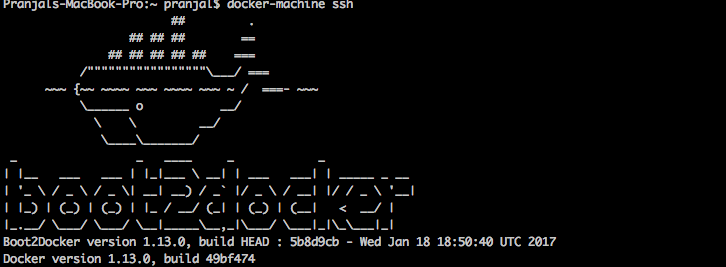 Pranjals-MacBook-Pro:~ pranjal$ docker-machine ssh
boot2docker
Boot2Docker version 1.13.0, build HEAD : 5b8d9cb - Wed Jan 18 18:50:40 UTC 2017
Docker version 1.13.0, build 49bf474